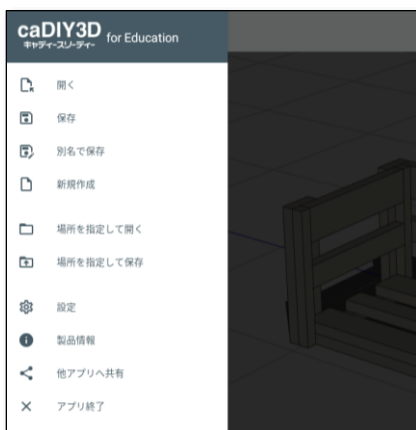 caDIY3D for Education
キャディースリーディー
開く
保存
別名で保存
新規作成
場所を指定して開く
場所を指定して保存
設定
製品情報
他アプリへ共有
アプリ終了